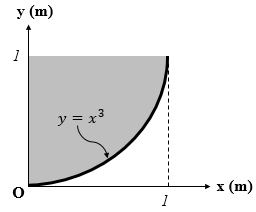 y (m)
1
y = x³
O
1
x (m)